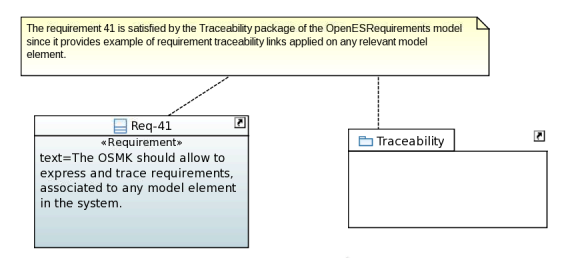 The requirement 41 is satisfied by the Traceability package of the OpenESRequirements model
since it provides example of requirement traceability links applied on any relevant model
element.
Req-41
«Requirement»
text=The OSMK should allow to
express and trace requirements,
associated to any model element
in the system.
Traceability